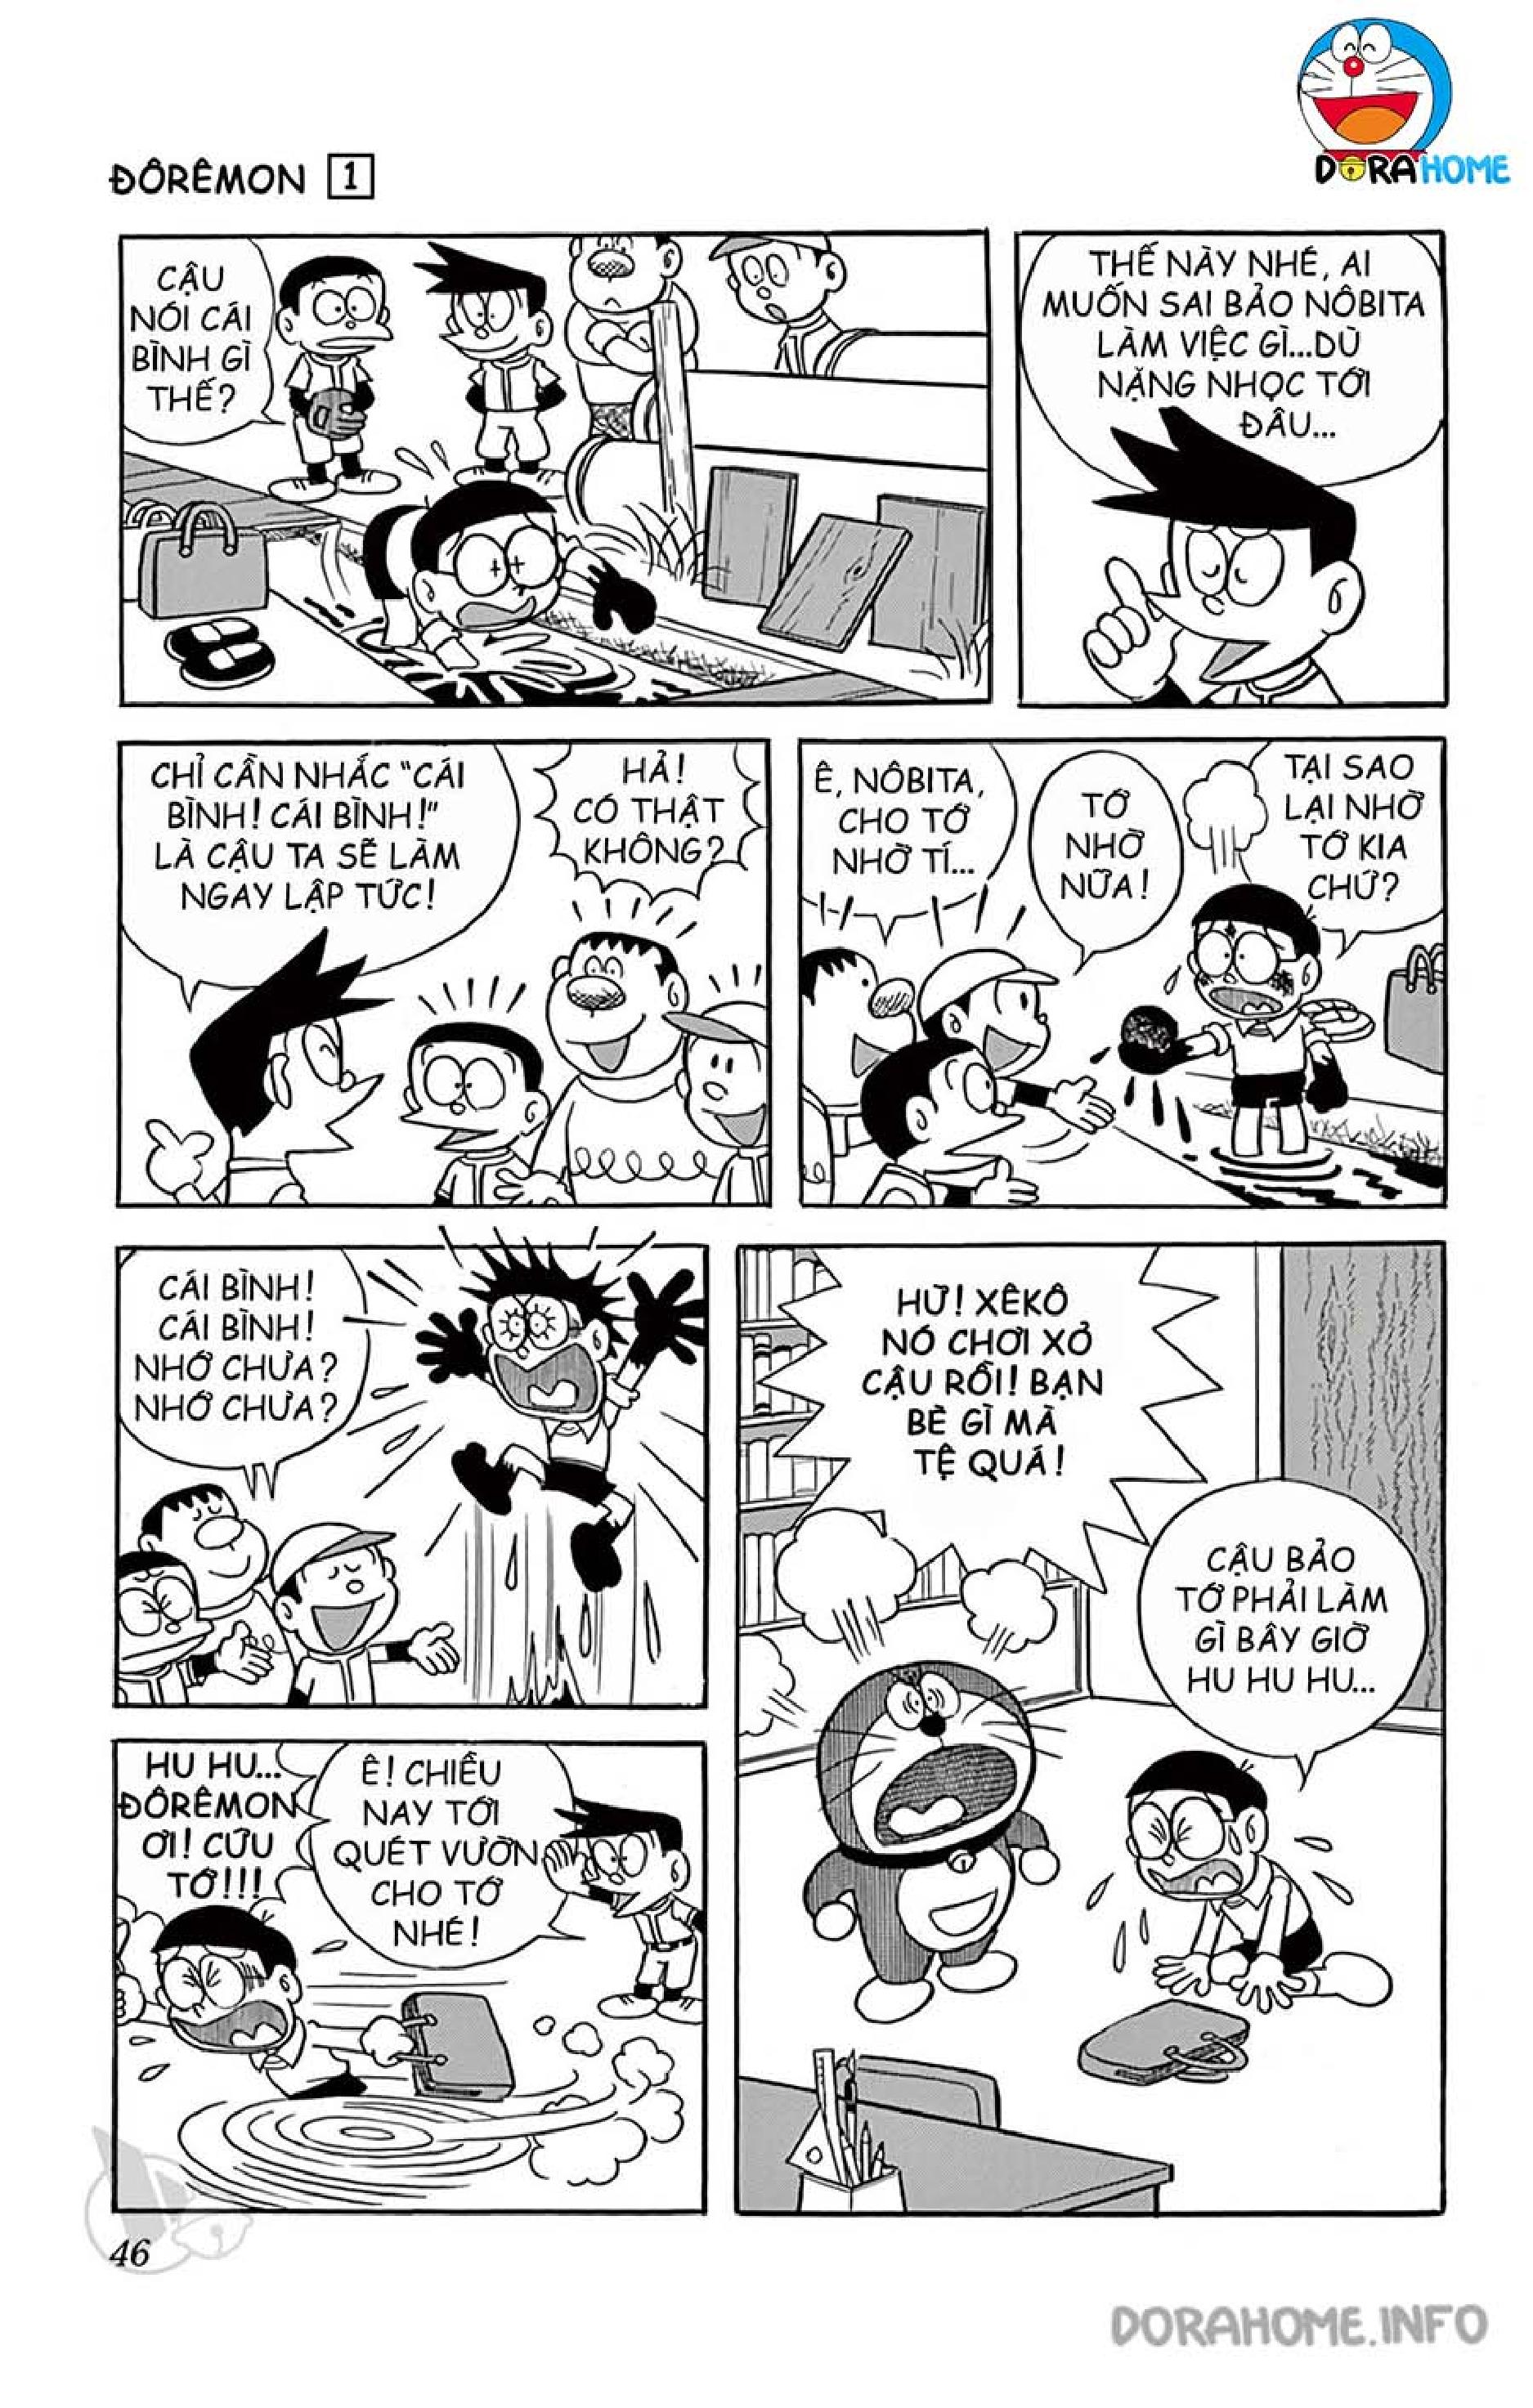 DORAHOME
ĐÔRÊMON 1
CẬU
NÓI CÁI
BÌNH GÌ
THẾ?
THẾ NÀY NHÉ, AI
MUỐN SAI BẢO NÔBITA
LÀM VIỆC GÌ...DÙ
NẶNG NHỌC TỚI
ĐÂU...
CHỈ CẦN NHẮC “CÁI
BÌNH! CÁI BÌNH!”
LÀ CẬU TA SẼ LÀM
NGAY LẬP TỨC!
HẢ!
CÓ THẬT
KHÔNG?
Ê, NÔBITA,
CHO TỚ
NHỜ TÍ...
TỚ
NHỜ
NỮA!
TẠI SAO
LẠI NHỜ
TỚ KIA
CHỨ?
CÁI BÌNH!
CÁI BÌNH!
NHỚ CHƯA?
NHỚ CHƯA?
HU HU...
ĐÔRÊMON
ƠI! CỨU
TỚ!!!
Ê! CHIỀU
NAY TỚI
QUÉT VƯỜN
CHO TỚ
NHÉ!
HỪ! XÊKÔ
NÓ CHƠI XỎ
CẬU RỒI! BẠN
BÈ GÌ MÀ
TỆ QUÁ!
CẬU BẢO
TỚ PHẢI LÀM
GÌ BÂY GIỜ
HU HU HU...
46
DORAHOME.INFO